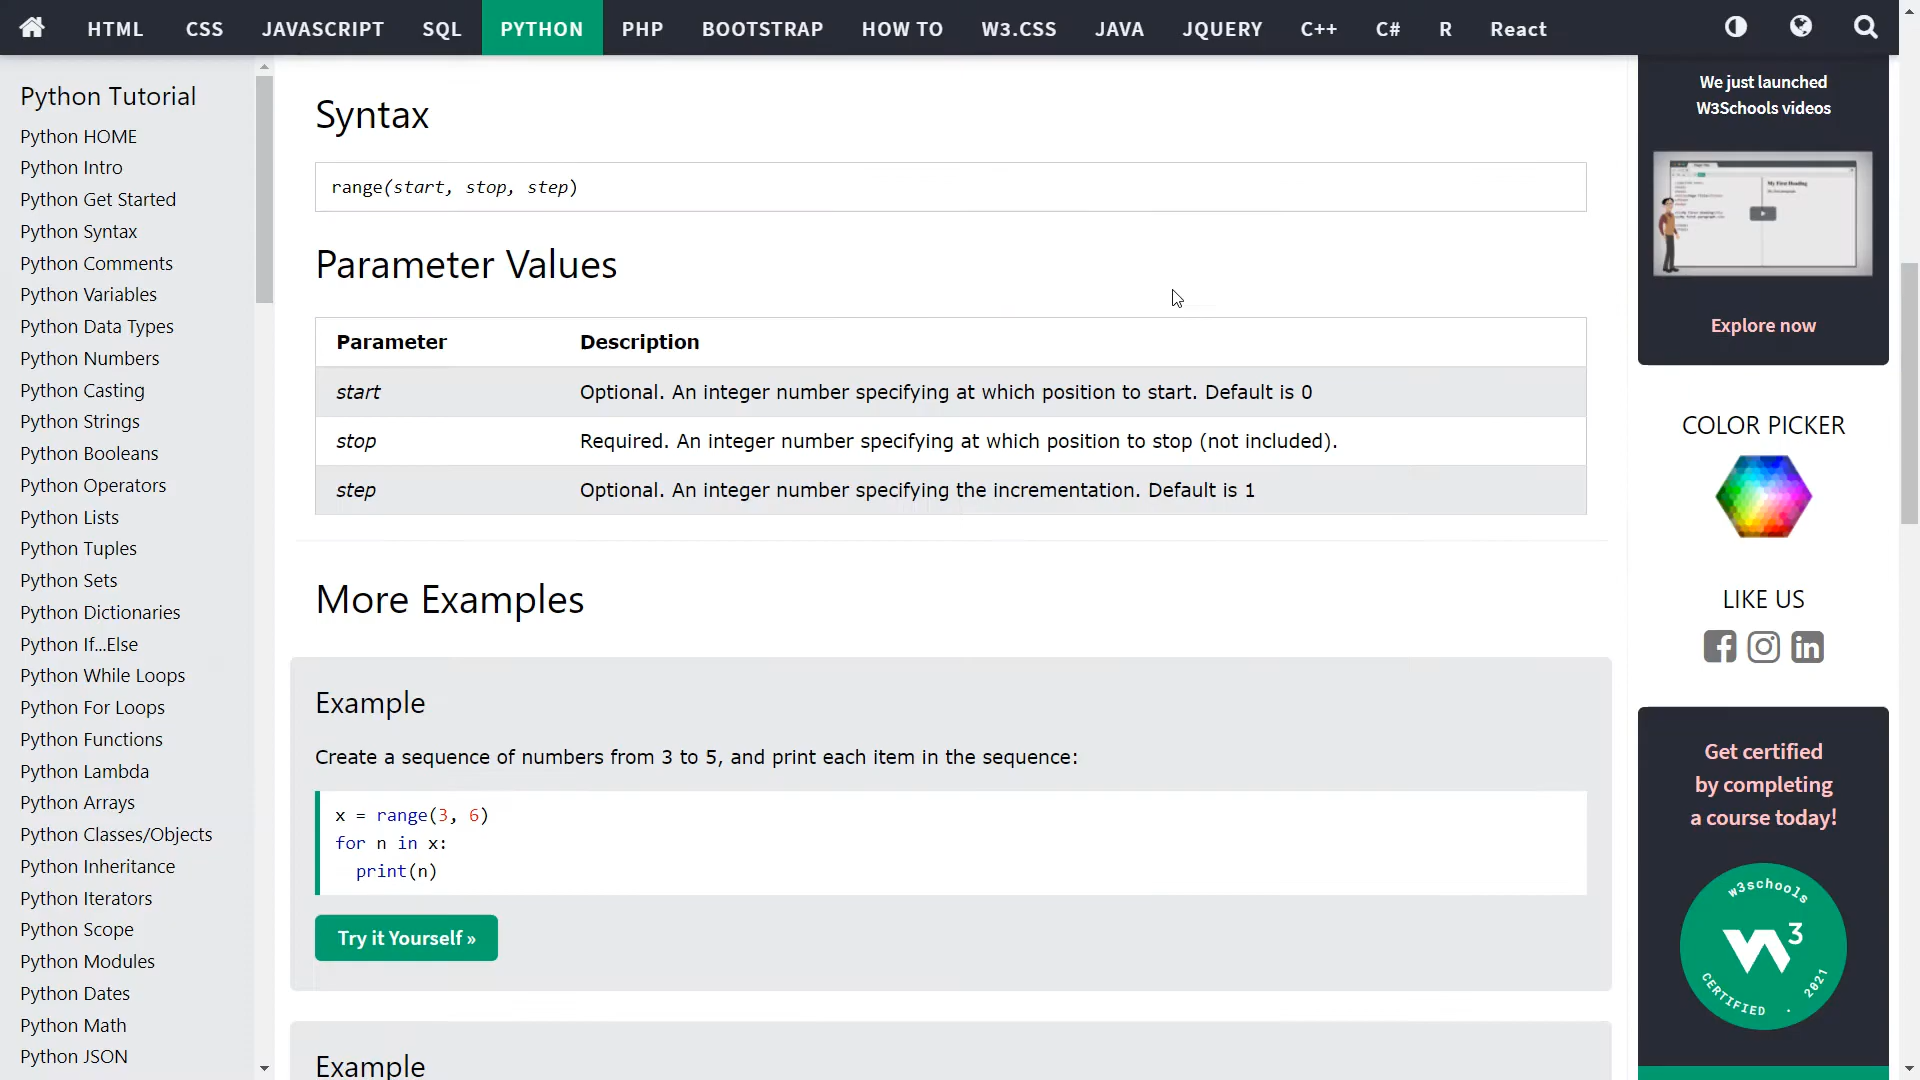 HTML CSS JAVASCRIPT SQL PYTHON PHP BOOTSTRAP HOW TO W3.CSS JAVA JQUERY C++ C# R React
Python Tutorial
Python HOME
Python Intro
Python Get Started
Python Syntax
Python Comments
Python Variables
Python Data Types
Python Numbers
Python Casting
Python Strings
Python Booleans
Python Operators
Python Lists
Python Tuples
Python Sets
Python Dictionaries
Python If...Else
Python While Loops
Python For Loops
Python Functions
Python Lambda
Python Arrays
Python Classes/Objects
Python Inheritance
Python Iterators
Python Scope
Python Modules
Python Dates
Python Math
Python JSON
Syntax
range(start, stop, step)
Parameter Values
Parameter Description
start Optional. An integer number specifying at which position to start. Default is 0
stop Required. An integer number specifying at which position to stop (not included).
step Optional. An integer number specifying the incrementation. Default is 1
More Examples
Example
Create a sequence of numbers from 3 to 5, and print each item in the sequence:
x = range(3, 6)
for n in x:
  print(n)
Try it Yourself »
Example
We just launched
W3Schools videos
My First Heading
Explore now
COLOR PICKER
LIKE US
Get certified
by completing
a course today!
w3schools
W3
CERTIFIED . 2021